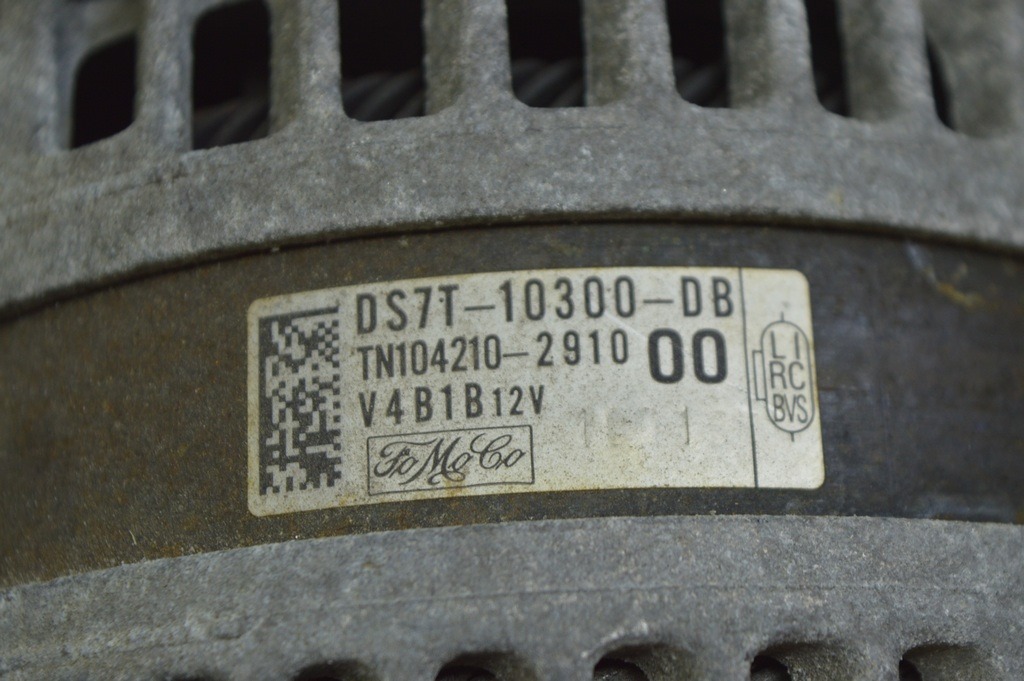 DS7T-10300-DB
TN104210-2910 00
V4B1B 12V
FoMoCo
LI
RC
BVS